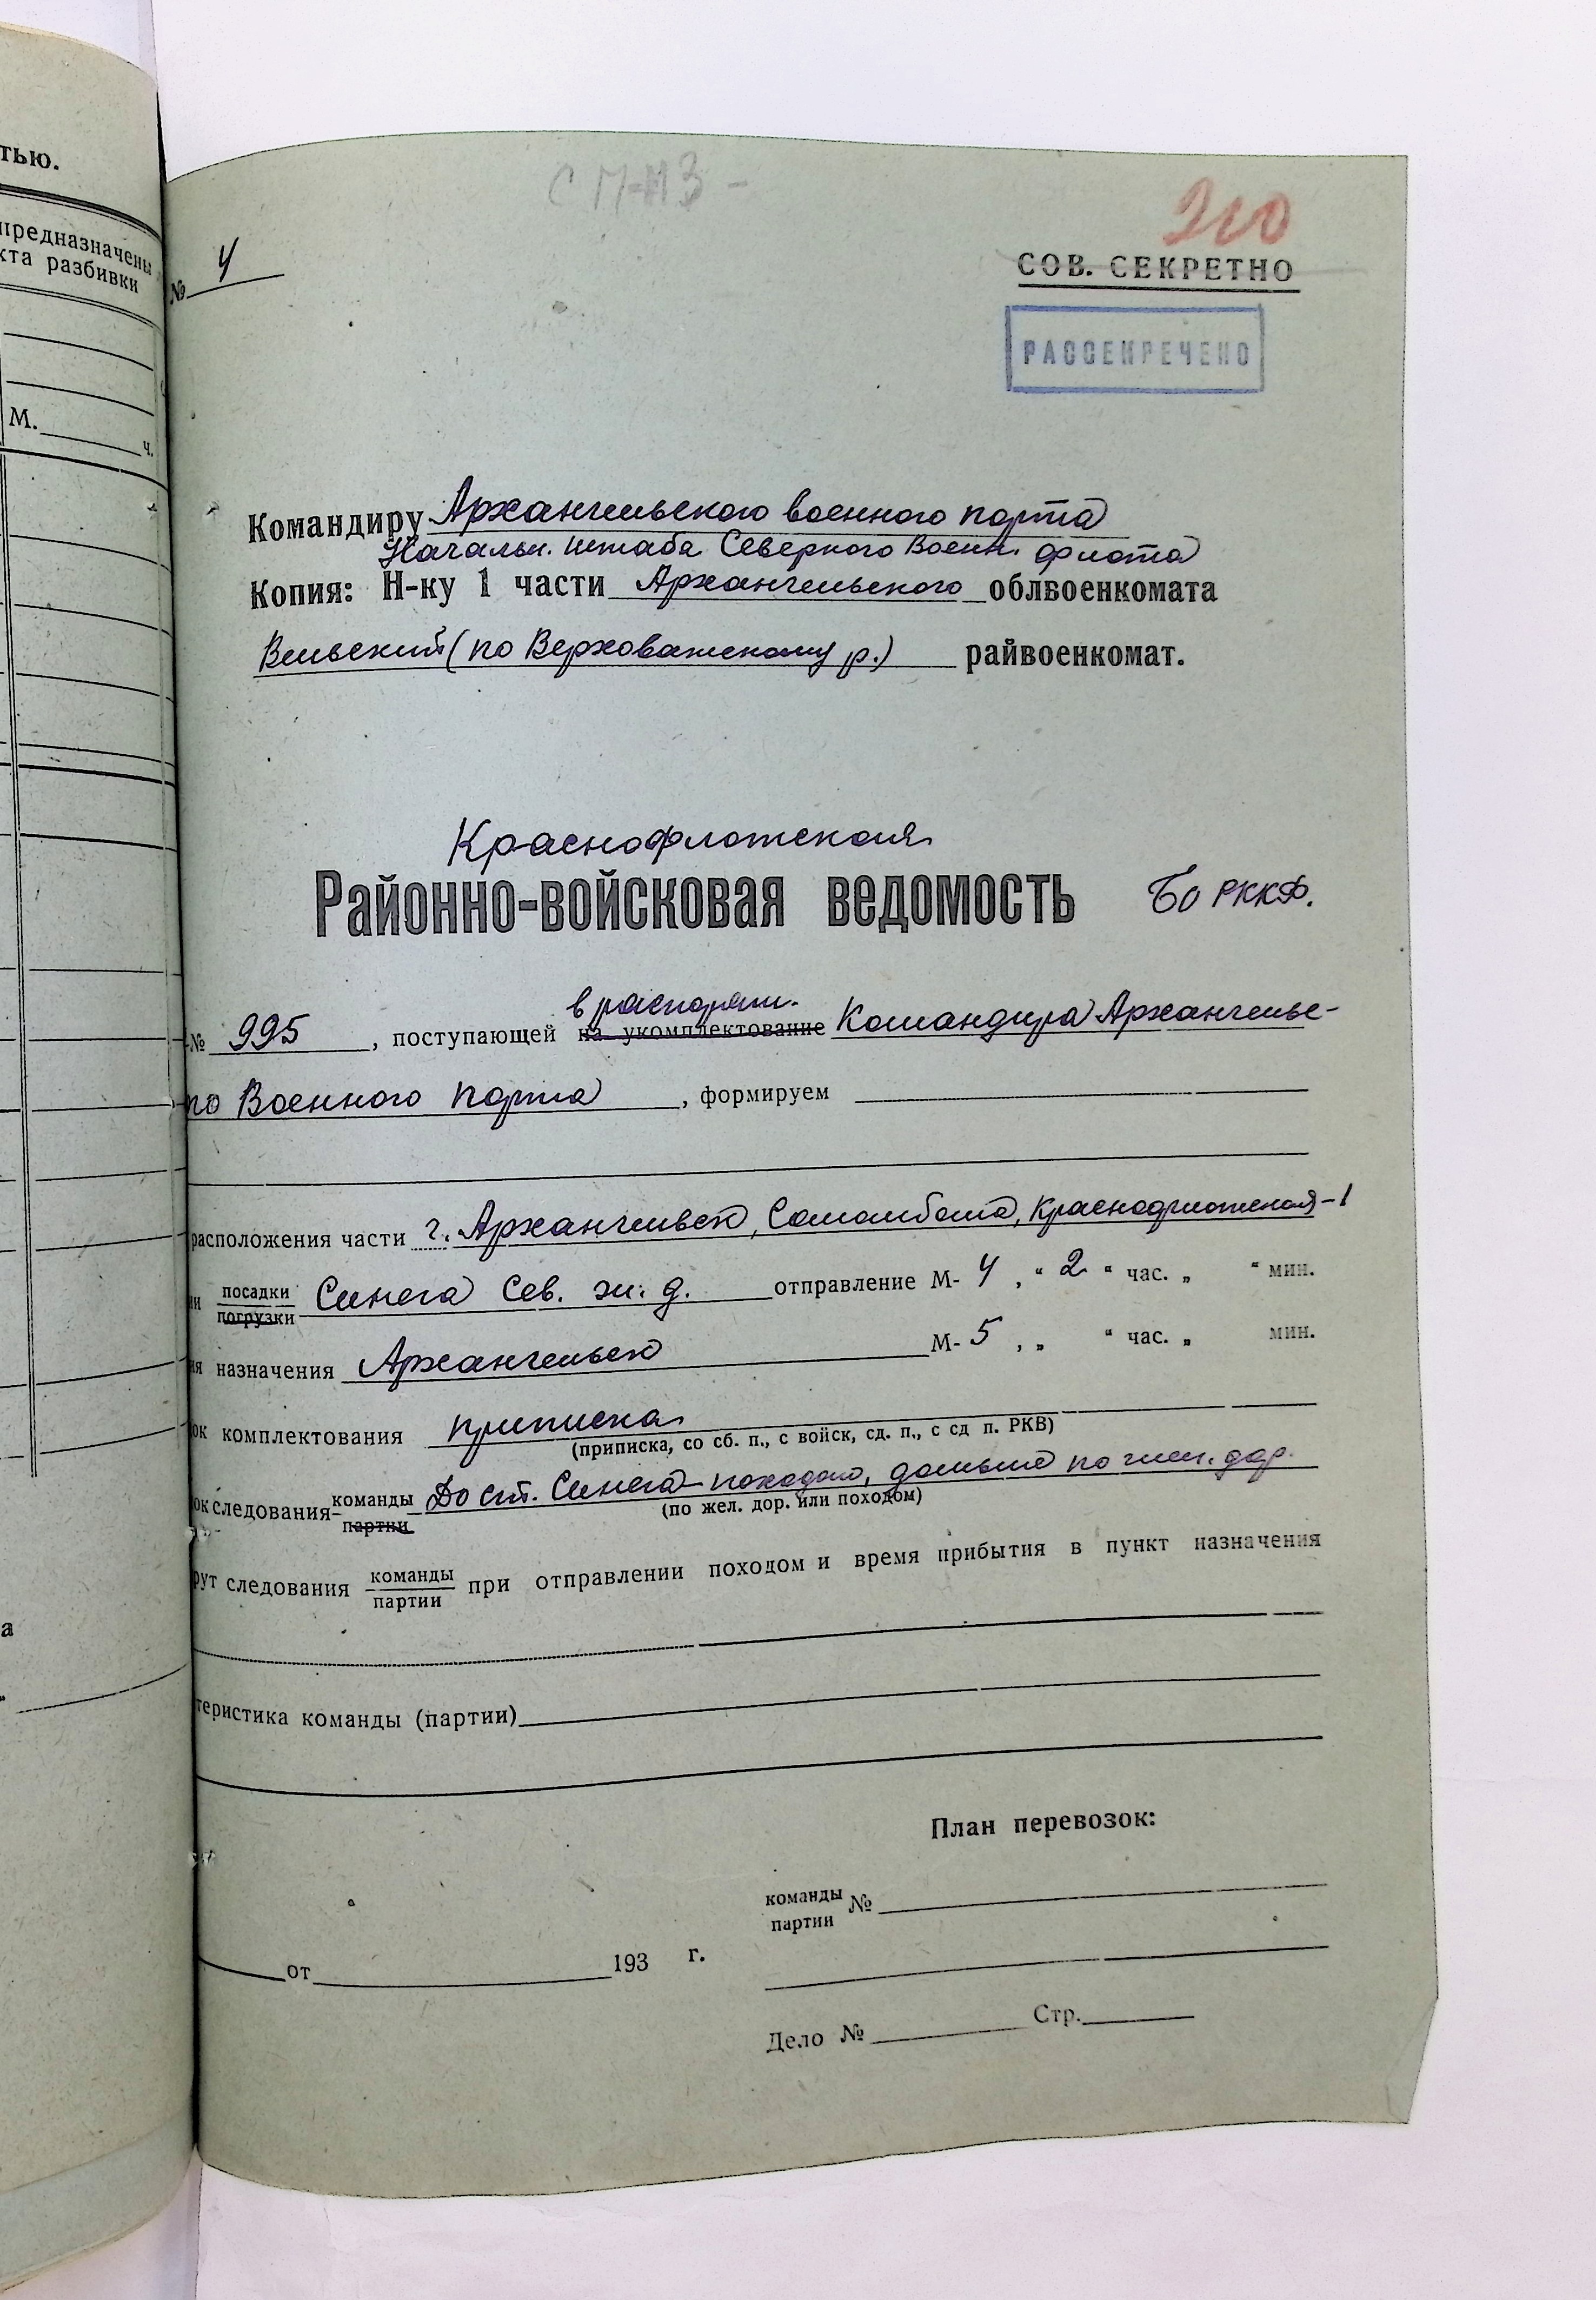 тью.
предназначены
кта разбивки
М. ч.
а
С М-13 -
210
№ 4
СОВ. СЕКРЕТНО
РАССЕКРЕЧЕНО
Командиру Архангельского военного порта
Начальн. штаба Северного Военн. флота
Копия: Н-ку 1 части Архангельского облвоенкомата
Вельский (по Верховажскому р.) райвоенкомат.
Краснофлотская
Районно-войсковая ведомость БО РККФ.
в распоряж.
№ 995, поступающей на укомплектование Командира Архангельс-
го Военного порта, формируем
расположения части г. Архангельск, Соломбала, Краснофлотская-1
и посадки погрузки Синега Сев. ж. д. отправление М- 4, " 2 " час. „ " мин.
ия назначения Архангельск М- 5, „ " час. „ мин.
ок комплектования приписка
(приписка, со сб. п., с войск, сд. п., с сд п. РКВ)
ок следования команды партии До ст. Синега - походом, дальше по жел. дор.
(по жел. дор. или походом)
рут следования команды партии при отправлении походом и время прибытия в пункт назначения
теристика команды (партии)
План перевозок:
команды партии №
от 193 г.
Дело № Стр.